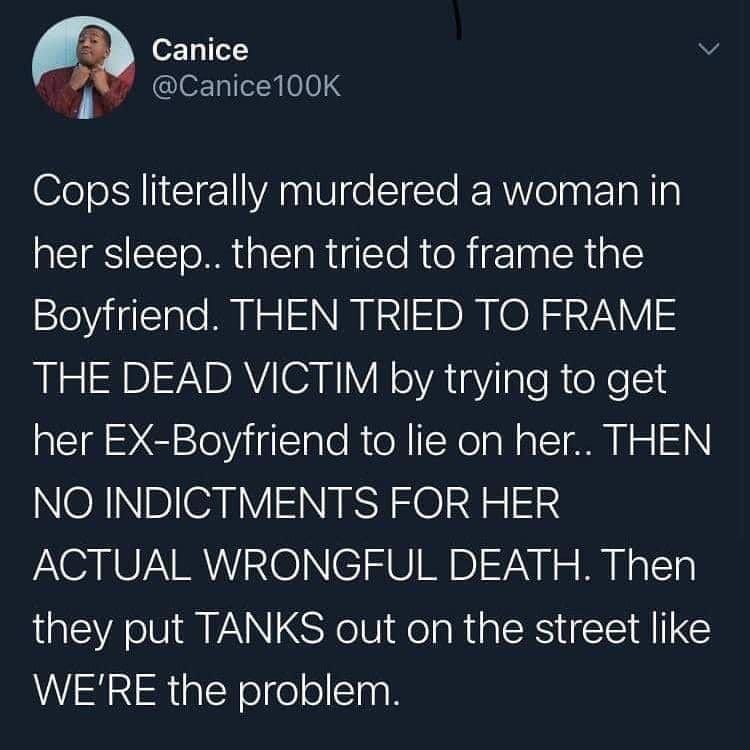 Canice
@Canice100K
Cops literally murdered a woman in
her sleep.. then tried to frame the
Boyfriend. THEN TRIED TO FRAME
THE DEAD VICTIM by trying to get
her EX-Boyfriend to lie on her.. THEN
NO INDICTMENTS FOR HER
ACTUAL WRONGFUL DEATH. Then
they put TANKS out on the street like
WE'RE the problem.